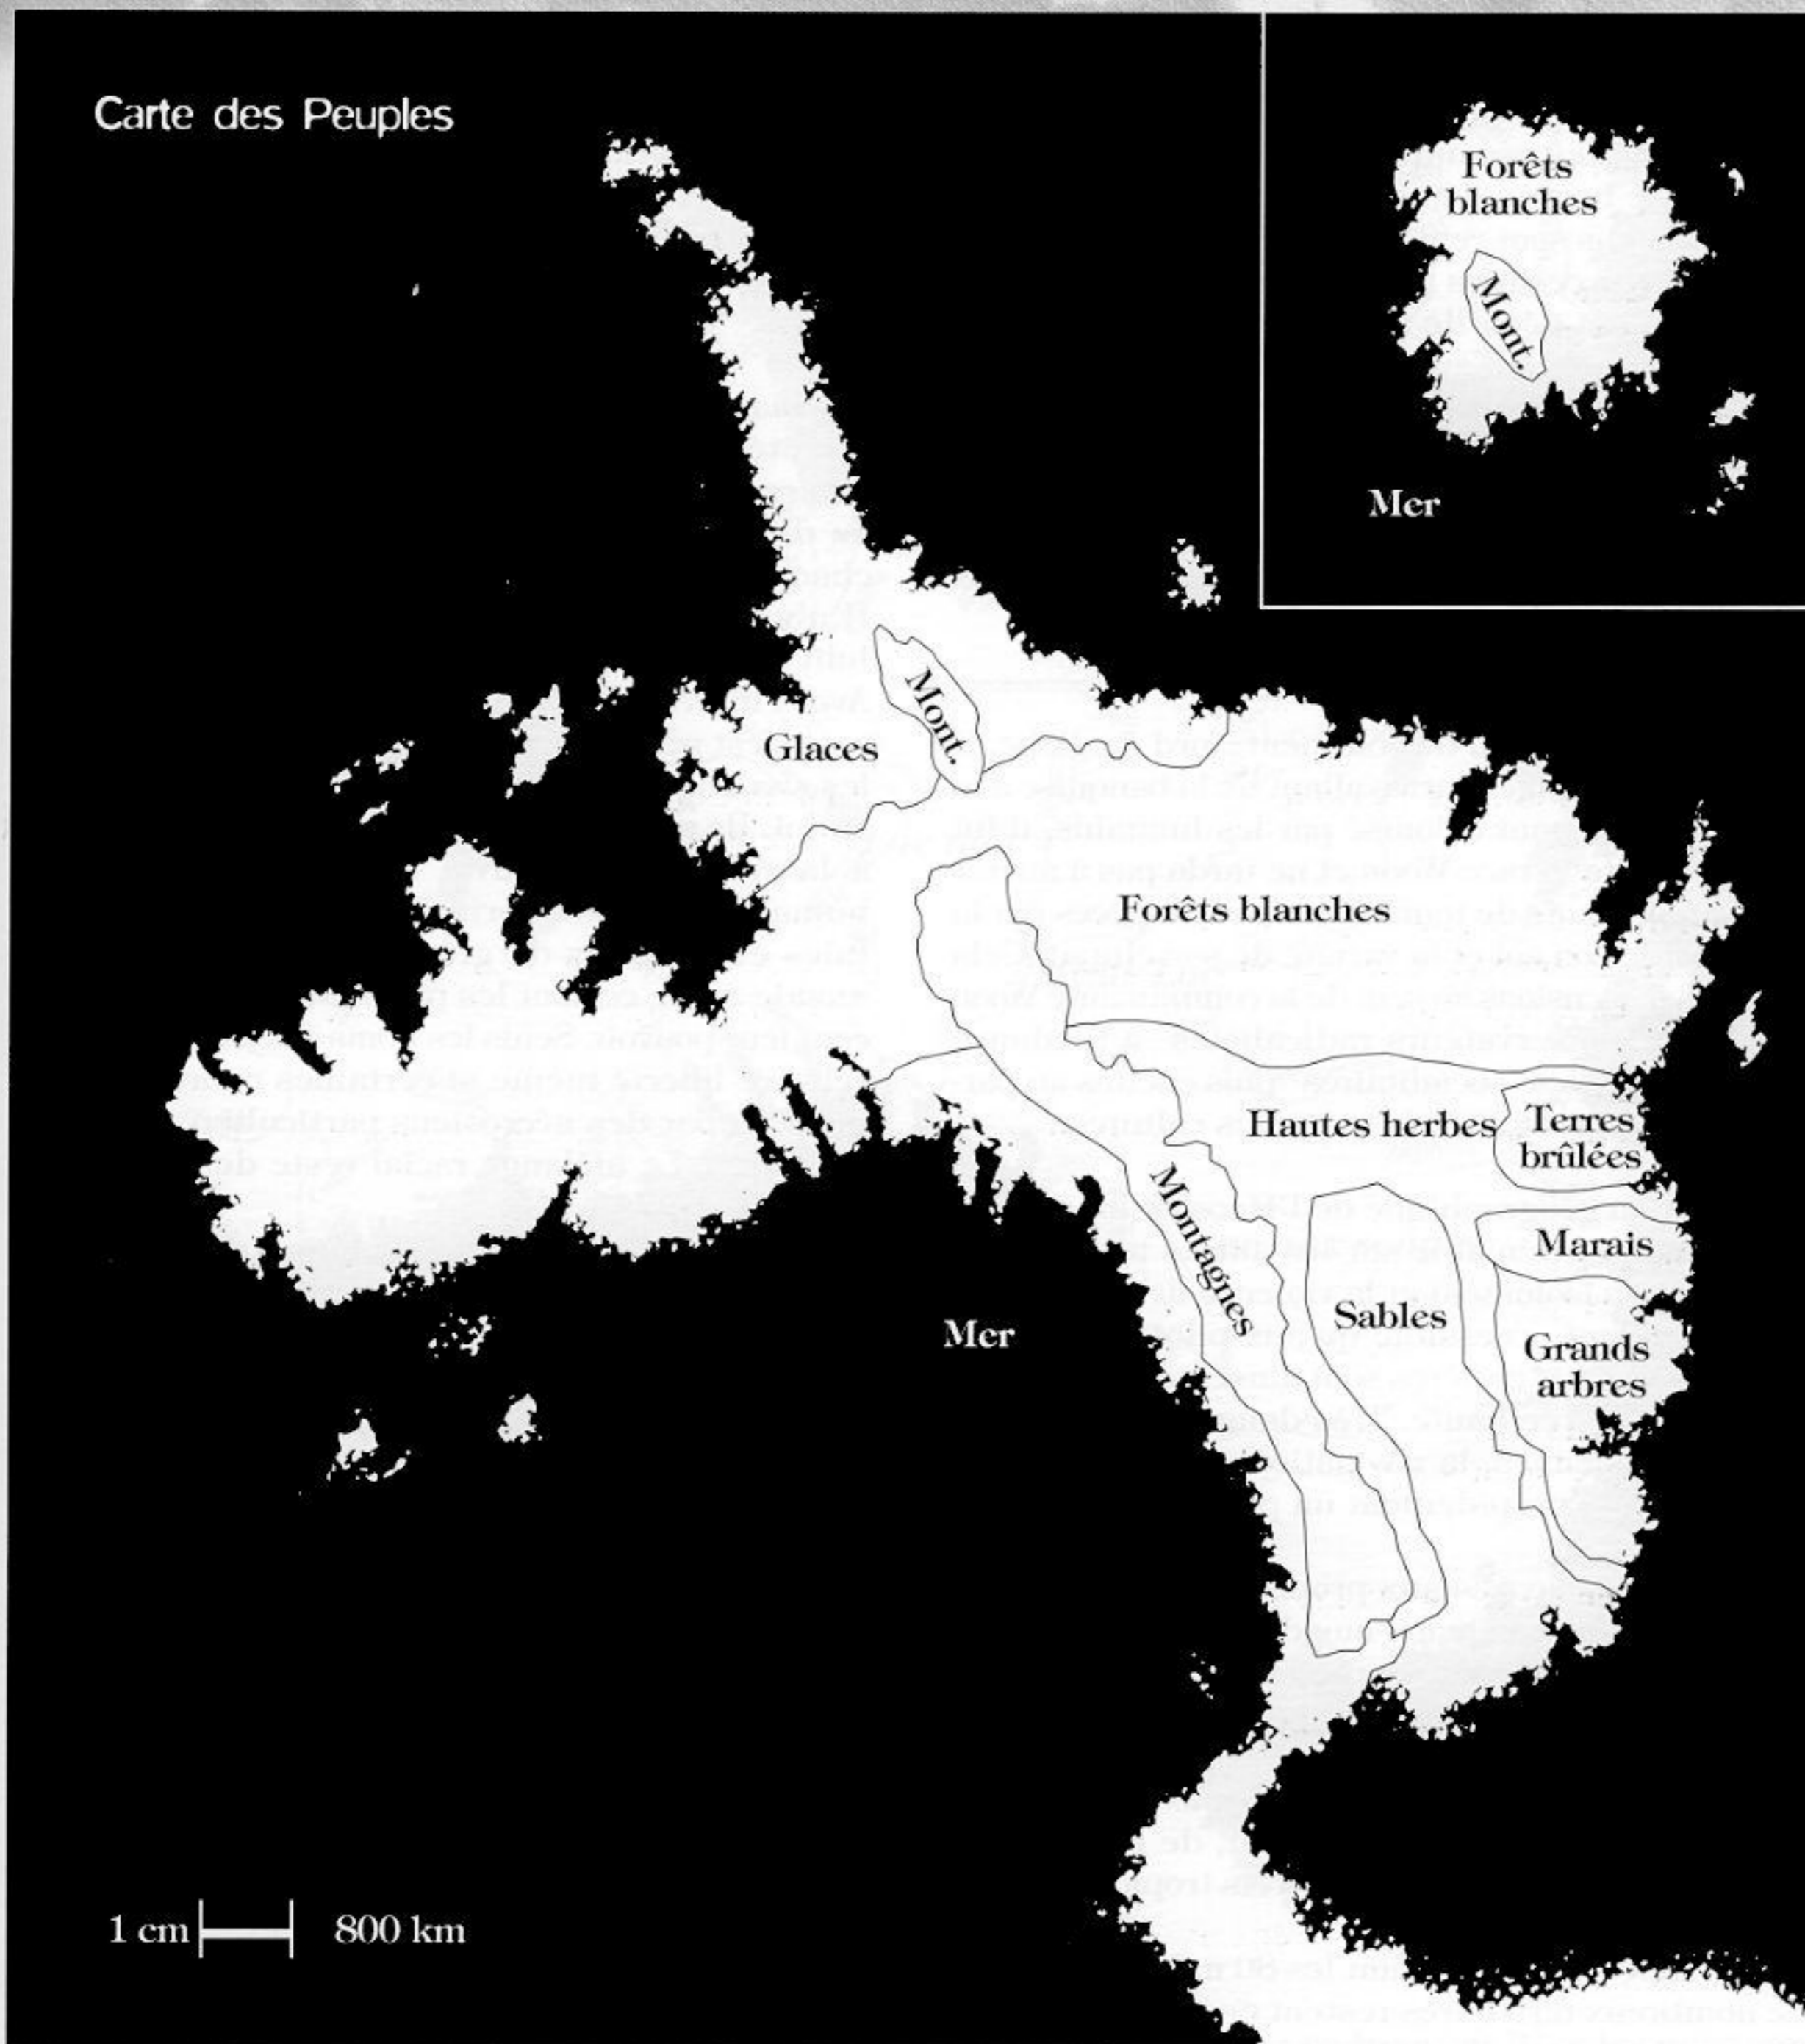 Carte des Peuples
Forêts
blanches
Mont.
Mer
Mont.
Glaces
Forêts blanches
Hautes herbes
Terres
brûlées
Montagnes
Marais
Sables
Mer
Grands
arbres
1 cm
800 km